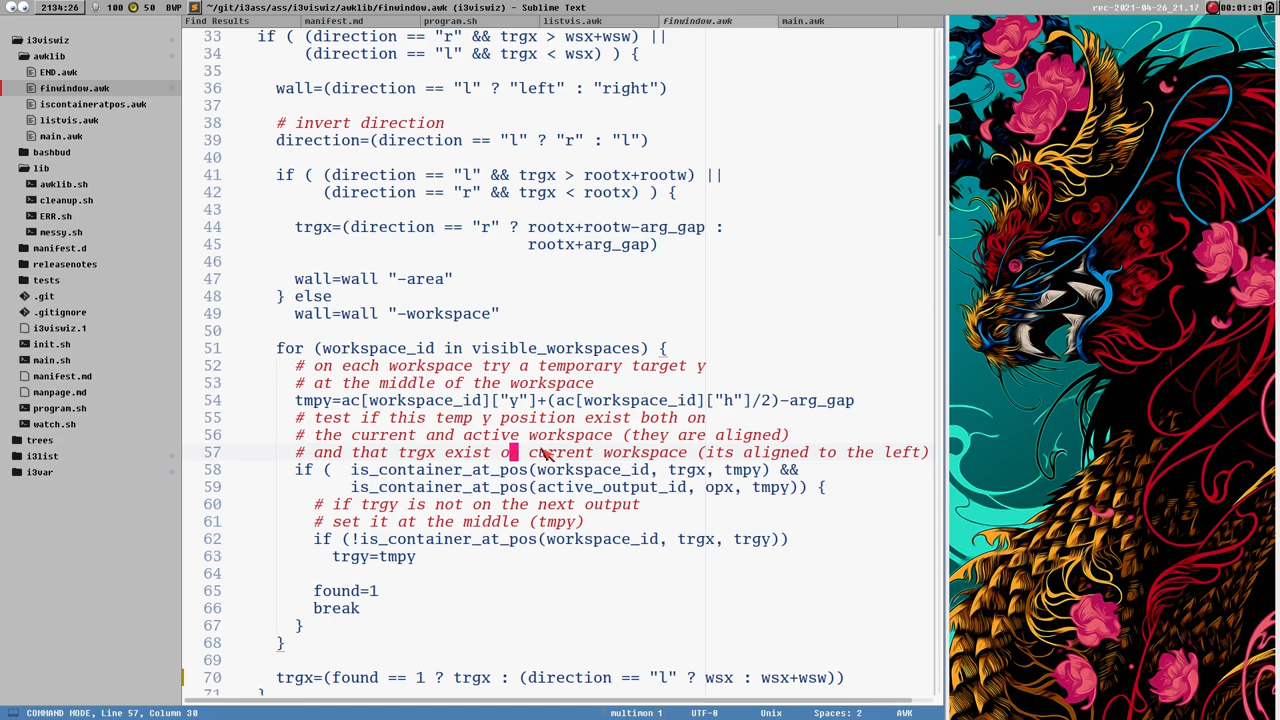 2134:26 100 50 BWP ~/git/i3ass/ass/i3viswiz/awklib/finwindow.awk (i3viswiz) - Sublime Text rec-2021-04-26_21.17 00:01:01
Find Results manifest.md program.sh listvis.awk finwindow.awk main.awk
i3viswiz
awklib
END.awk
finwindow.awk
iscontaineratpos.awk
listvis.awk
main.awk
bashbud
lib
awklib.sh
cleanup.sh
ERR.sh
messy.sh
manifest.d
releasenotes
tests
.git
.gitignore
i3viswiz.1
init.sh
main.sh
manifest.md
manpage.md
program.sh
watch.sh
trees
i3list
i3var
33 if ( (direction == "r" && trgx > wsx+wsw) ||
34 (direction == "l" && trgx < wsx) ) {
35
36 wall=(direction == "l" ? "left" : "right")
37
38 # invert direction
39 direction=(direction == "l" ? "r" : "l")
40
41 if ( (direction == "l" && trgx > rootx+rootw) ||
42 (direction == "r" && trgx < rootx) ) {
43
44 trgx=(direction == "r" ? rootx+rootw-arg_gap :
45 rootx+arg_gap)
46
47 wall=wall "-area"
48 } else
49 wall=wall "-workspace"
50
51 for (workspace_id in visible_workspaces) {
52 # on each workspace try a temporary target y
53 # at the middle of the workspace
54 tmpy=ac[workspace_id]["y"]+(ac[workspace_id]["h"]/2)-arg_gap
55 # test if this temp y position exist both on
56 # the current and active workspace (they are aligned)
57 # and that trgx exist on current workspace (its aligned to the left)
58 if ( is_container_at_pos(workspace_id, trgx, tmpy) &&
59 is_container_at_pos(active_output_id, opx, tmpy)) {
60 # if trgy is not on the next output
61 # set it at the middle (tmpy)
62 if (!is_container_at_pos(workspace_id, trgx, trgy))
63 trgy=tmpy
64
65 found=1
66 break
67 }
68 }
69
70 trgx=(found == 1 ? trgx : (direction == "l" ? wsx : wsx+wsw))
71 }
COMMAND MODE, Line 57, Column 30 multimon 1 UTF-8 Unix Spaces: 2 AWK